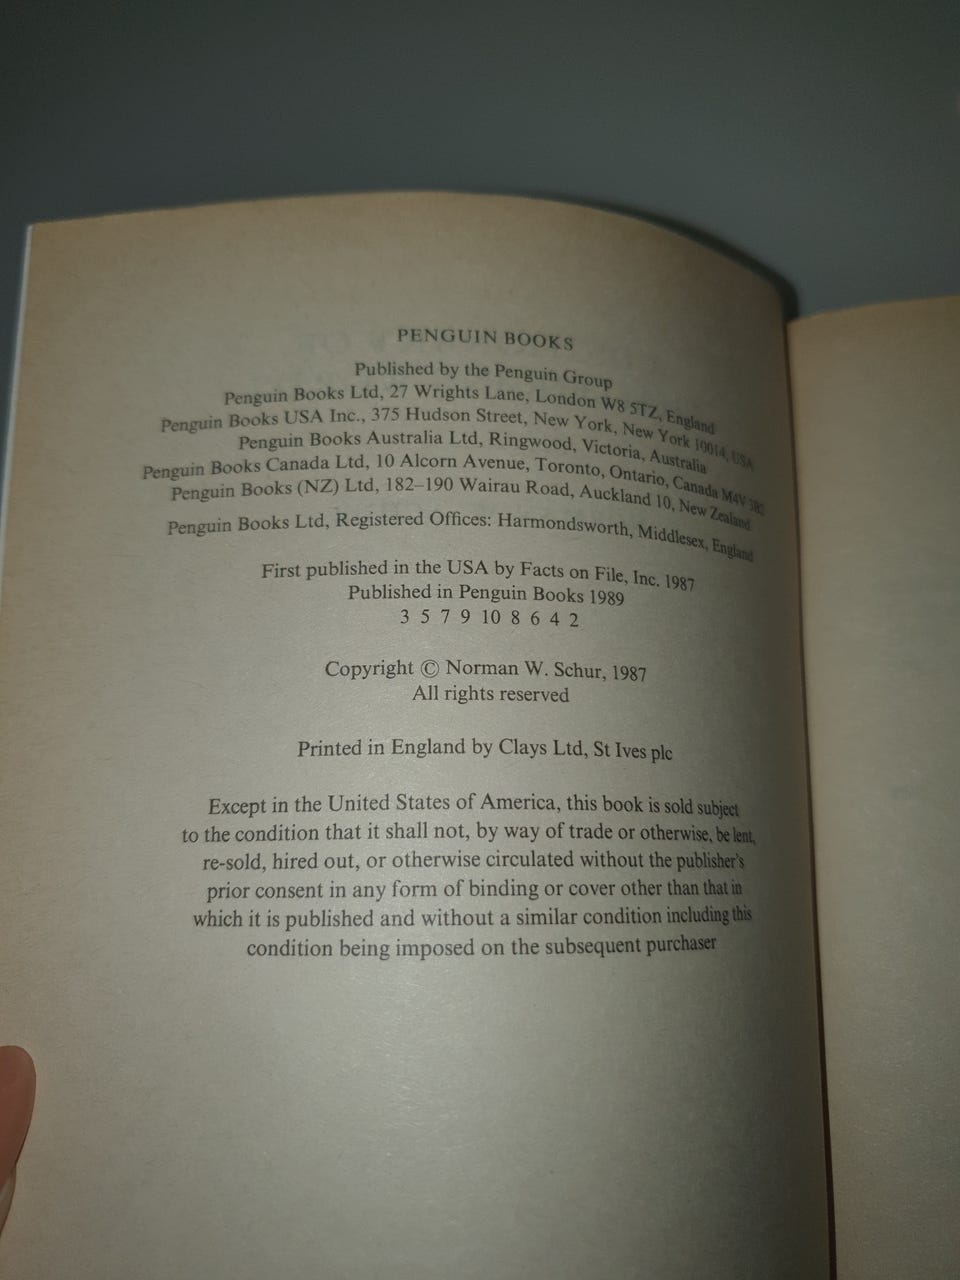 PENGUIN BOOKS
Published by the Penguin Group
Penguin Books Ltd, 27 Wrights Lane, London W8 5TZ, England
Penguin Books USA Inc., 375 Hudson Street, New York, New York 10014, USA
Penguin Books Australia Ltd, Ringwood, Victoria, Australia
Penguin Books Canada Ltd, 10 Alcorn Avenue, Toronto, Ontario, Canada M4V 3B2
Penguin Books (NZ) Ltd, 182–190 Wairau Road, Auckland 10, New Zealand
Penguin Books Ltd, Registered Offices: Harmondsworth, Middlesex, England
First published in the USA by Facts on File, Inc. 1987
Published in Penguin Books 1989
3 5 7 9 10 8 6 4 2
Copyright © Norman W. Schur, 1987
All rights reserved
Printed in England by Clays Ltd, St Ives plc
Except in the United States of America, this book is sold subject
to the condition that it shall not, by way of trade or otherwise, be lent,
re-sold, hired out, or otherwise circulated without the publisher's
prior consent in any form of binding or cover other than that in
which it is published and without a similar condition including this
condition being imposed on the subsequent purchaser